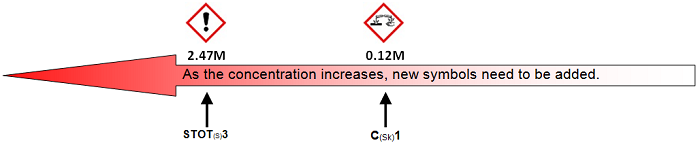 2.47M 0.12M
As the concentration increases, new symbols need to be added.
STOT(S)3 C(Sk)1